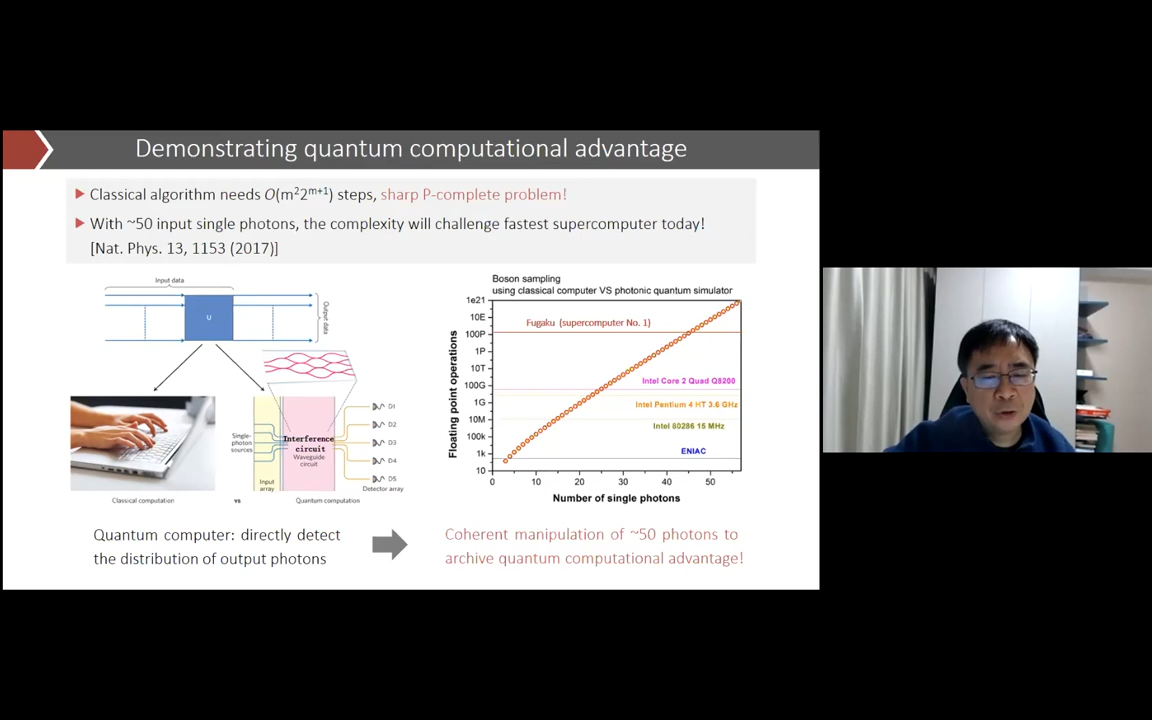 Demonstrating quantum computational advantage
Classical algorithm needs O(m²2ᵐ⁺¹) steps, sharp P-complete problem!
With ~50 input single photons, the complexity will challenge fastest supercomputer today!
[Nat. Phys. 13, 1153 (2017)]
Input data
U
Output data
Single-
photon
sources
Input
array
Interference
circuit
Waveguide
circuit
D1
D2
D3
D4
D5
Detector array
Classical computation
vs
Quantum computation
Boson sampling
using classical computer VS photonic quantum simulator
Floating point operations
1e21
10E
100P
1P
10T
100G
1G
10M
100k
1k
10
Fugaku (supercomputer No. 1)
Intel Core 2 Quad Q8200
Intel Pentium 4 HT 3.6 GHz
Intel 80286 15 MHz
ENIAC
0 10 20 30 40 50
Number of single photons
Quantum computer: directly detect
the distribution of output photons
Coherent manipulation of ~50 photons to
archive quantum computational advantage!